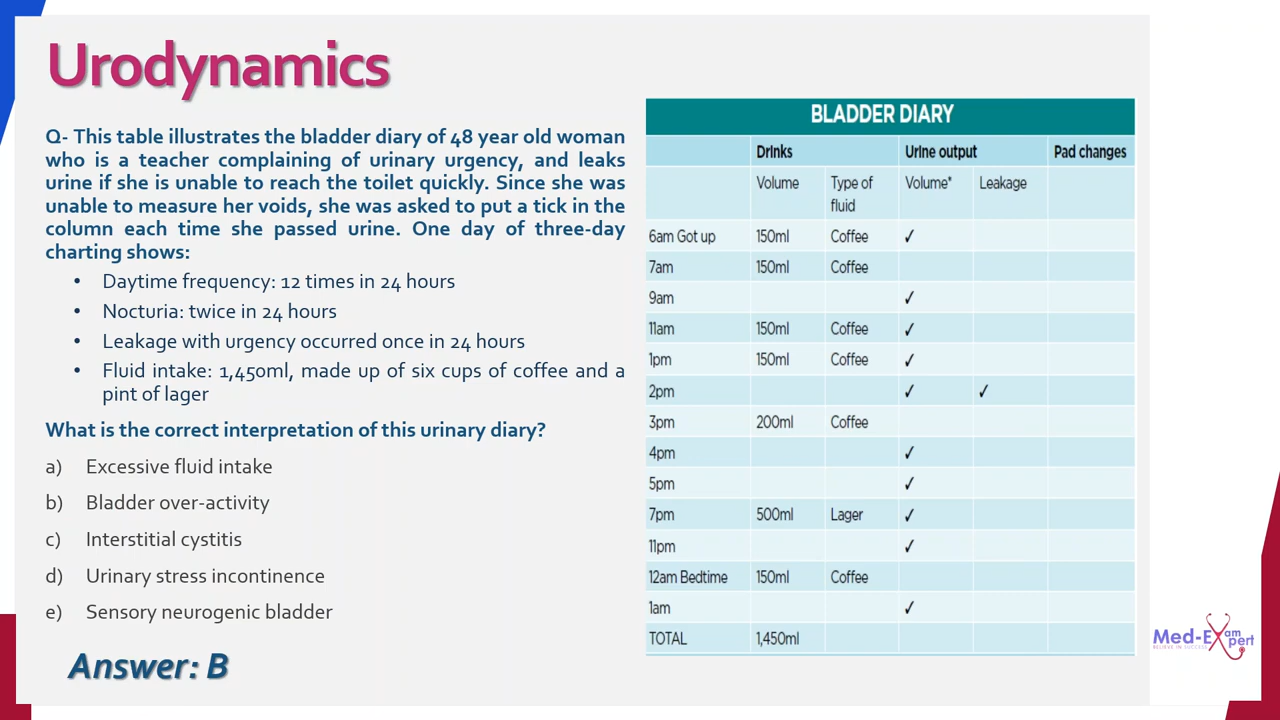 Urodynamics
Q- This table illustrates the bladder diary of 48 year old woman
who is a teacher complaining of urinary urgency, and leaks
urine if she is unable to reach the toilet quickly. Since she was
unable to measure her voids, she was asked to put a tick in the
column each time she passed urine. One day of three-day
charting shows:
• Daytime frequency: 12 times in 24 hours
• Nocturia: twice in 24 hours
• Leakage with urgency occurred once in 24 hours
• Fluid intake: 1,450ml, made up of six cups of coffee and a
pint of lager
What is the correct interpretation of this urinary diary?
a) Excessive fluid intake
b) Bladder over-activity
c) Interstitial cystitis
d) Urinary stress incontinence
e) Sensory neurogenic bladder
Answer: B
BLADDER DIARY
Drinks Urine output Pad changes
Volume Type of fluid Volume* Leakage
6am Got up 150ml Coffee ✓
7am 150ml Coffee
9am ✓
11am 150ml Coffee ✓
1pm 150ml Coffee ✓
2pm ✓ ✓
3pm 200ml Coffee
4pm ✓
5pm ✓
7pm 500ml Lager ✓
11pm ✓
12am Bedtime 150ml Coffee
1am ✓
TOTAL 1,450ml
Med-Exam Expert
BELIEVE IN SUCCESS